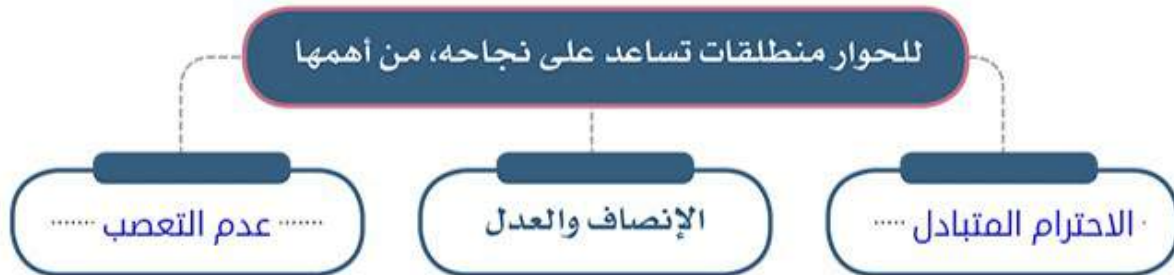 للحوار منطلقات تساعد على نجاحه، من أهمها
الاحترام المتبادل
الإنصاف والعدل
عدم التعصب